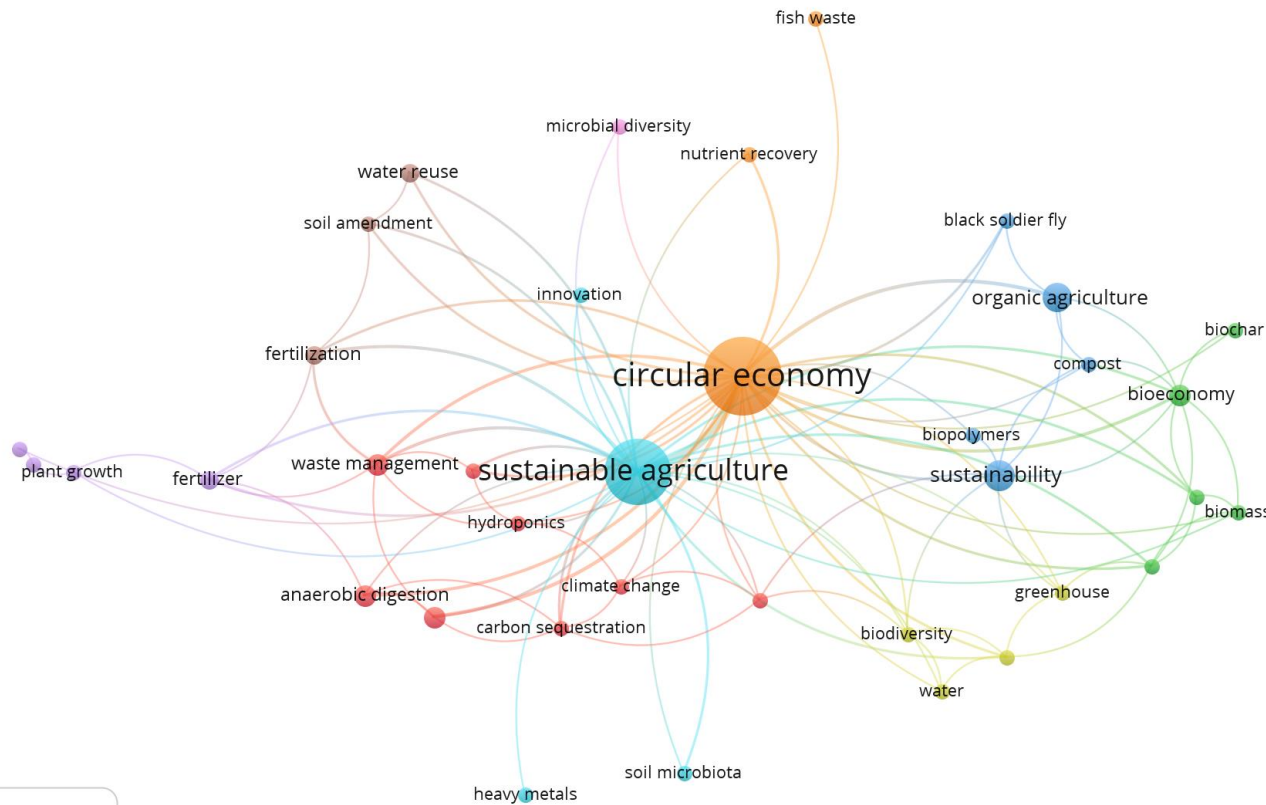 fish waste
microbial diversity
nutrient recovery
water reuse
soil amendment
black soldier fly
innovation
organic agriculture
biochar
fertilization
compost
circular economy
bioeconomy
biopolymers
waste management
sustainable agriculture
sustainability
plant growth
fertilizer
hydroponics
biomass
climate change
anaerobic digestion
greenhouse
carbon sequestration
biodiversity
water
soil microbiota
heavy metals